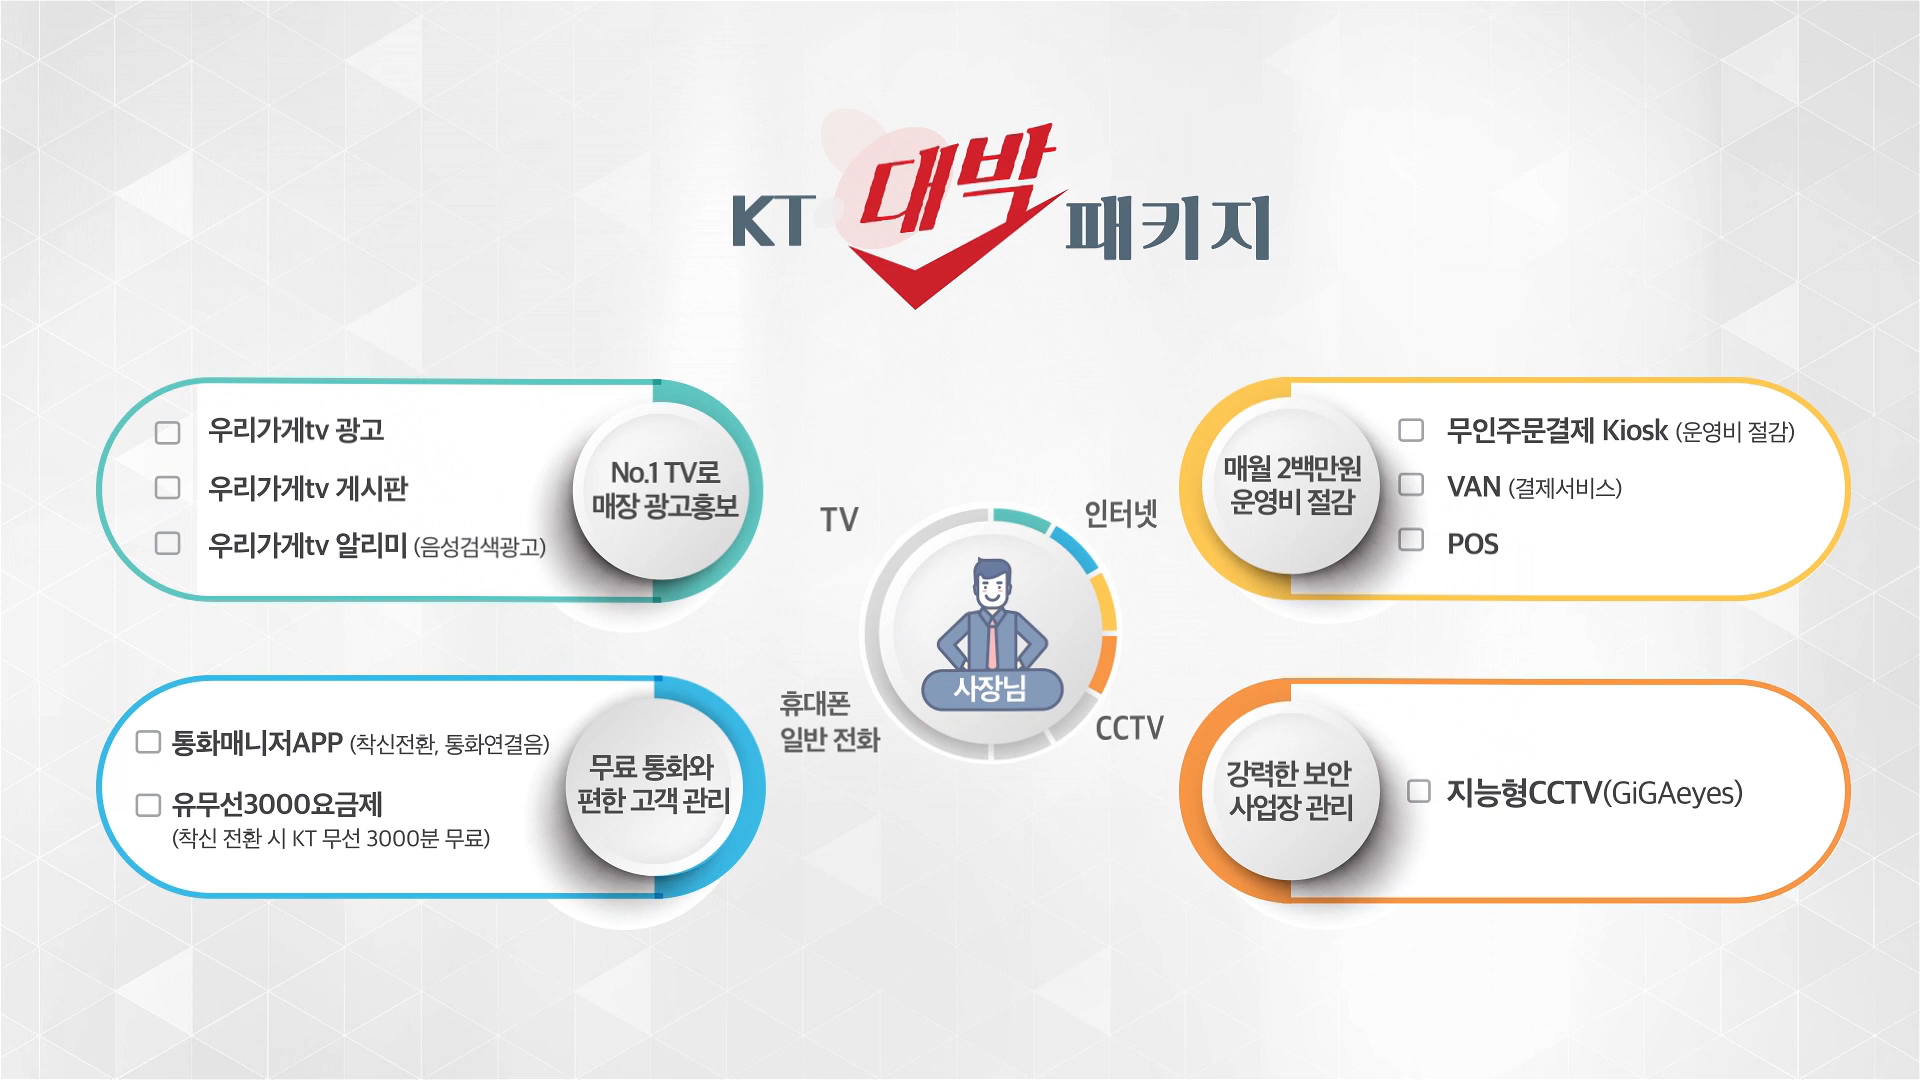 KT 대박 패키지
우리가게tv 광고
우리가게tv 게시판
우리가게tv 알리미 (음성검색광고)
No.1 TV로
매장 광고홍보
매월 2백만원
운영비 절감
무인주문결제 Kiosk (운영비 절감)
VAN (결제서비스)
POS
TV
인터넷
사장님
휴대폰
일반 전화
CCTV
통화매니저APP (착신전환, 통화연결음)
유무선3000요금제
(착신 전환 시 KT 무선 3000분 무료)
무료 통화와
편한 고객 관리
강력한 보안
사업장 관리
지능형CCTV(GiGAeyes)